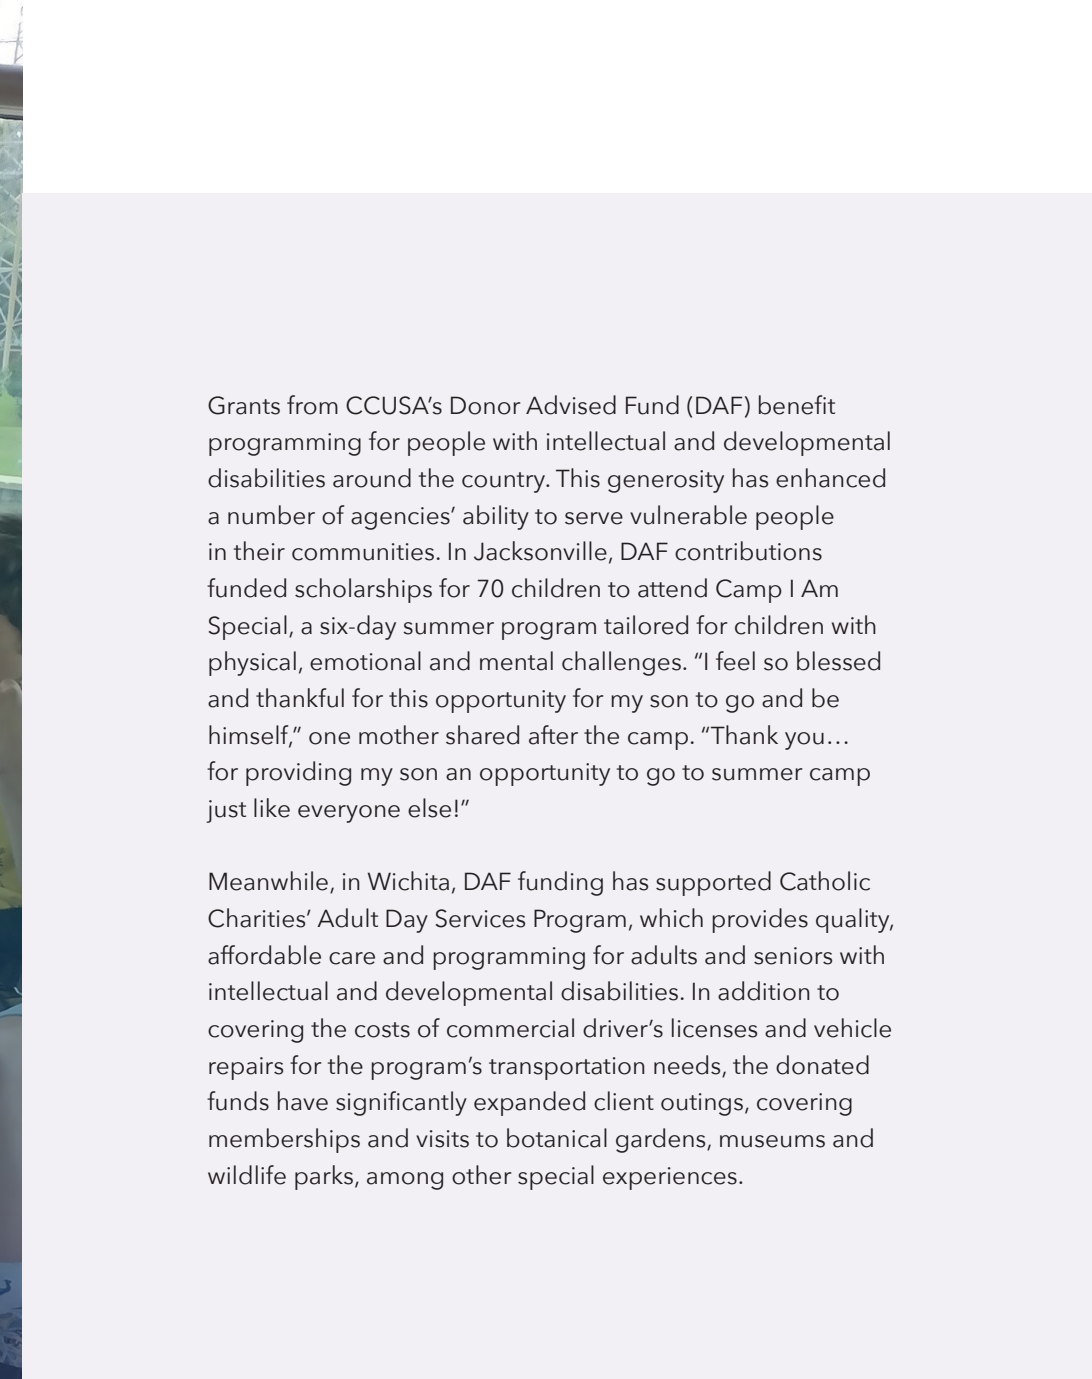 Grants from CCUSA’s Donor Advised Fund (DAF) benefit
programming for people with intellectual and developmental
disabilities around the country. This generosity has enhanced
a number of agencies’ ability to serve vulnerable people
in their communities. In Jacksonville, DAF contributions
funded scholarships for 70 children to attend Camp I Am
Special, a six-day summer program tailored for children with
physical, emotional and mental challenges. “I feel so blessed
and thankful for this opportunity for my son to go and be
himself,” one mother shared after the camp. “Thank you…
for providing my son an opportunity to go to summer camp
just like everyone else!”
Meanwhile, in Wichita, DAF funding has supported Catholic
Charities’ Adult Day Services Program, which provides quality,
affordable care and programming for adults and seniors with
intellectual and developmental disabilities. In addition to
covering the costs of commercial driver’s licenses and vehicle
repairs for the program’s transportation needs, the donated
funds have significantly expanded client outings, covering
memberships and visits to botanical gardens, museums and
wildlife parks, among other special experiences.